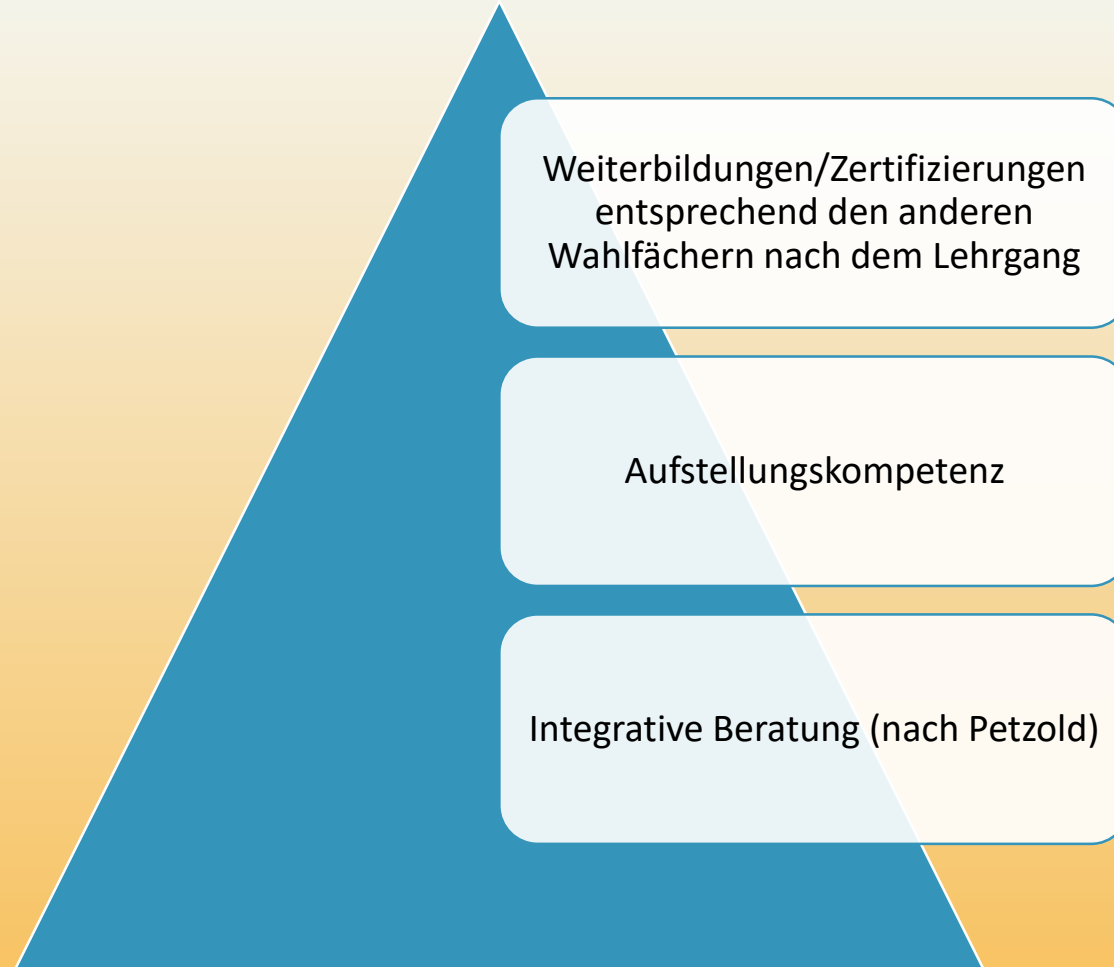 Weiterbildungen/Zertifizierungen
entsprechend den anderen
Wahlfächern nach dem Lehrgang
Aufstellungskompetenz
Integrative Beratung (nach Petzold)